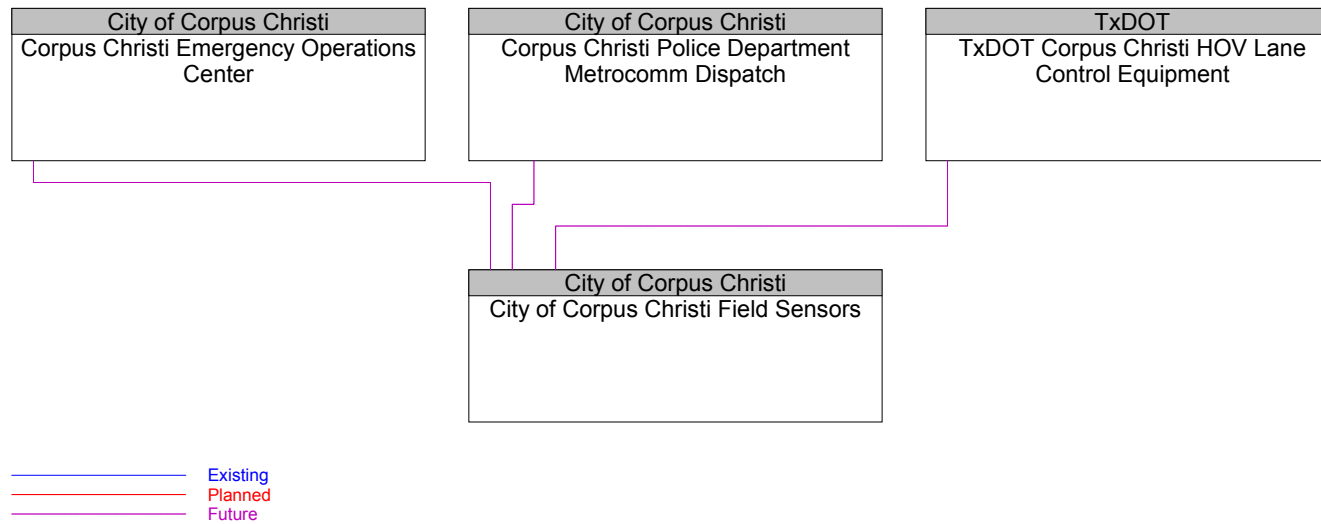 City of Corpus Christi
Corpus Christi Emergency Operations
Center
City of Corpus Christi
Corpus Christi Police Department
Metrocomm Dispatch
TxDOT
TxDOT Corpus Christi HOV Lane
Control Equipment
City of Corpus Christi
City of Corpus Christi Field Sensors
Existing
Planned
Future